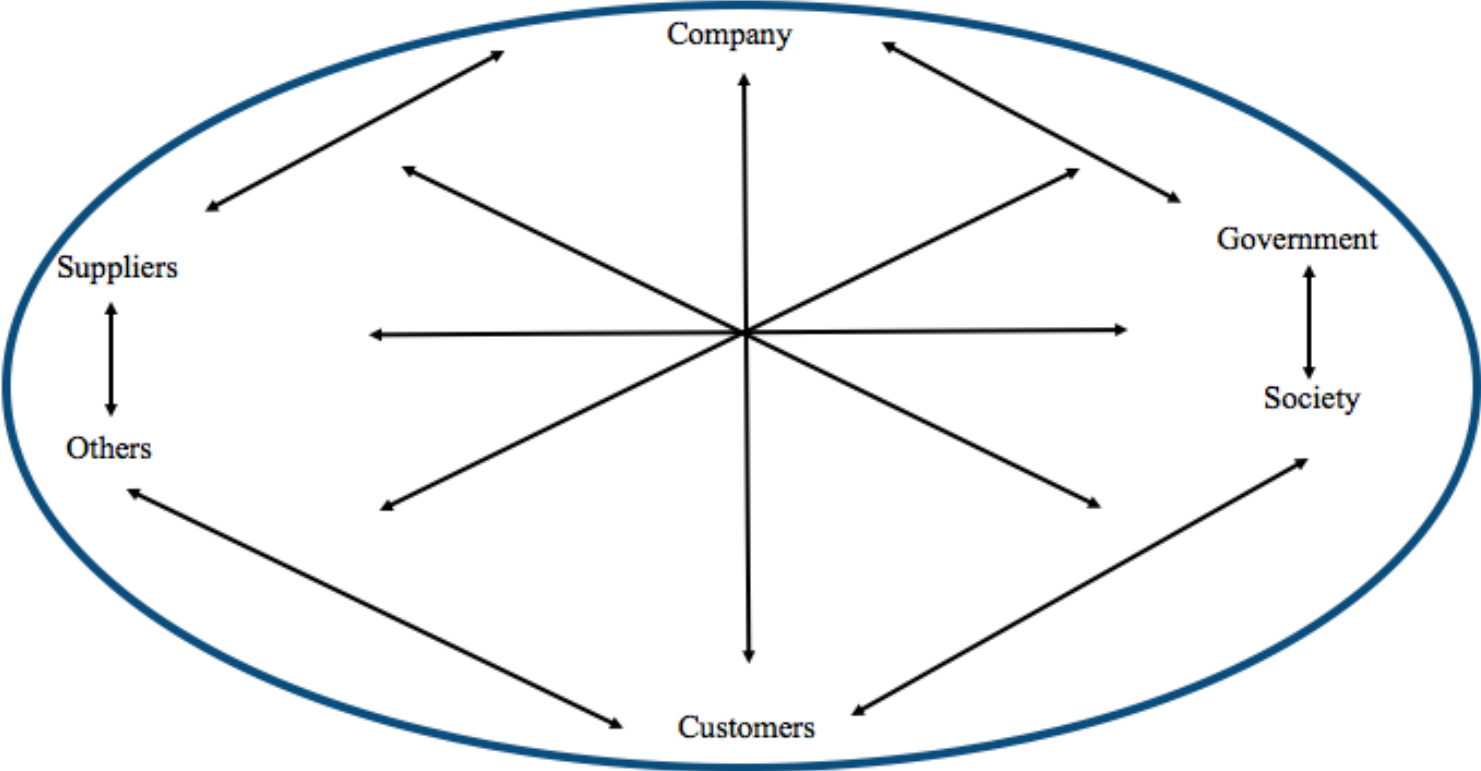 Company
Government
Suppliers
Society
Others
Customers